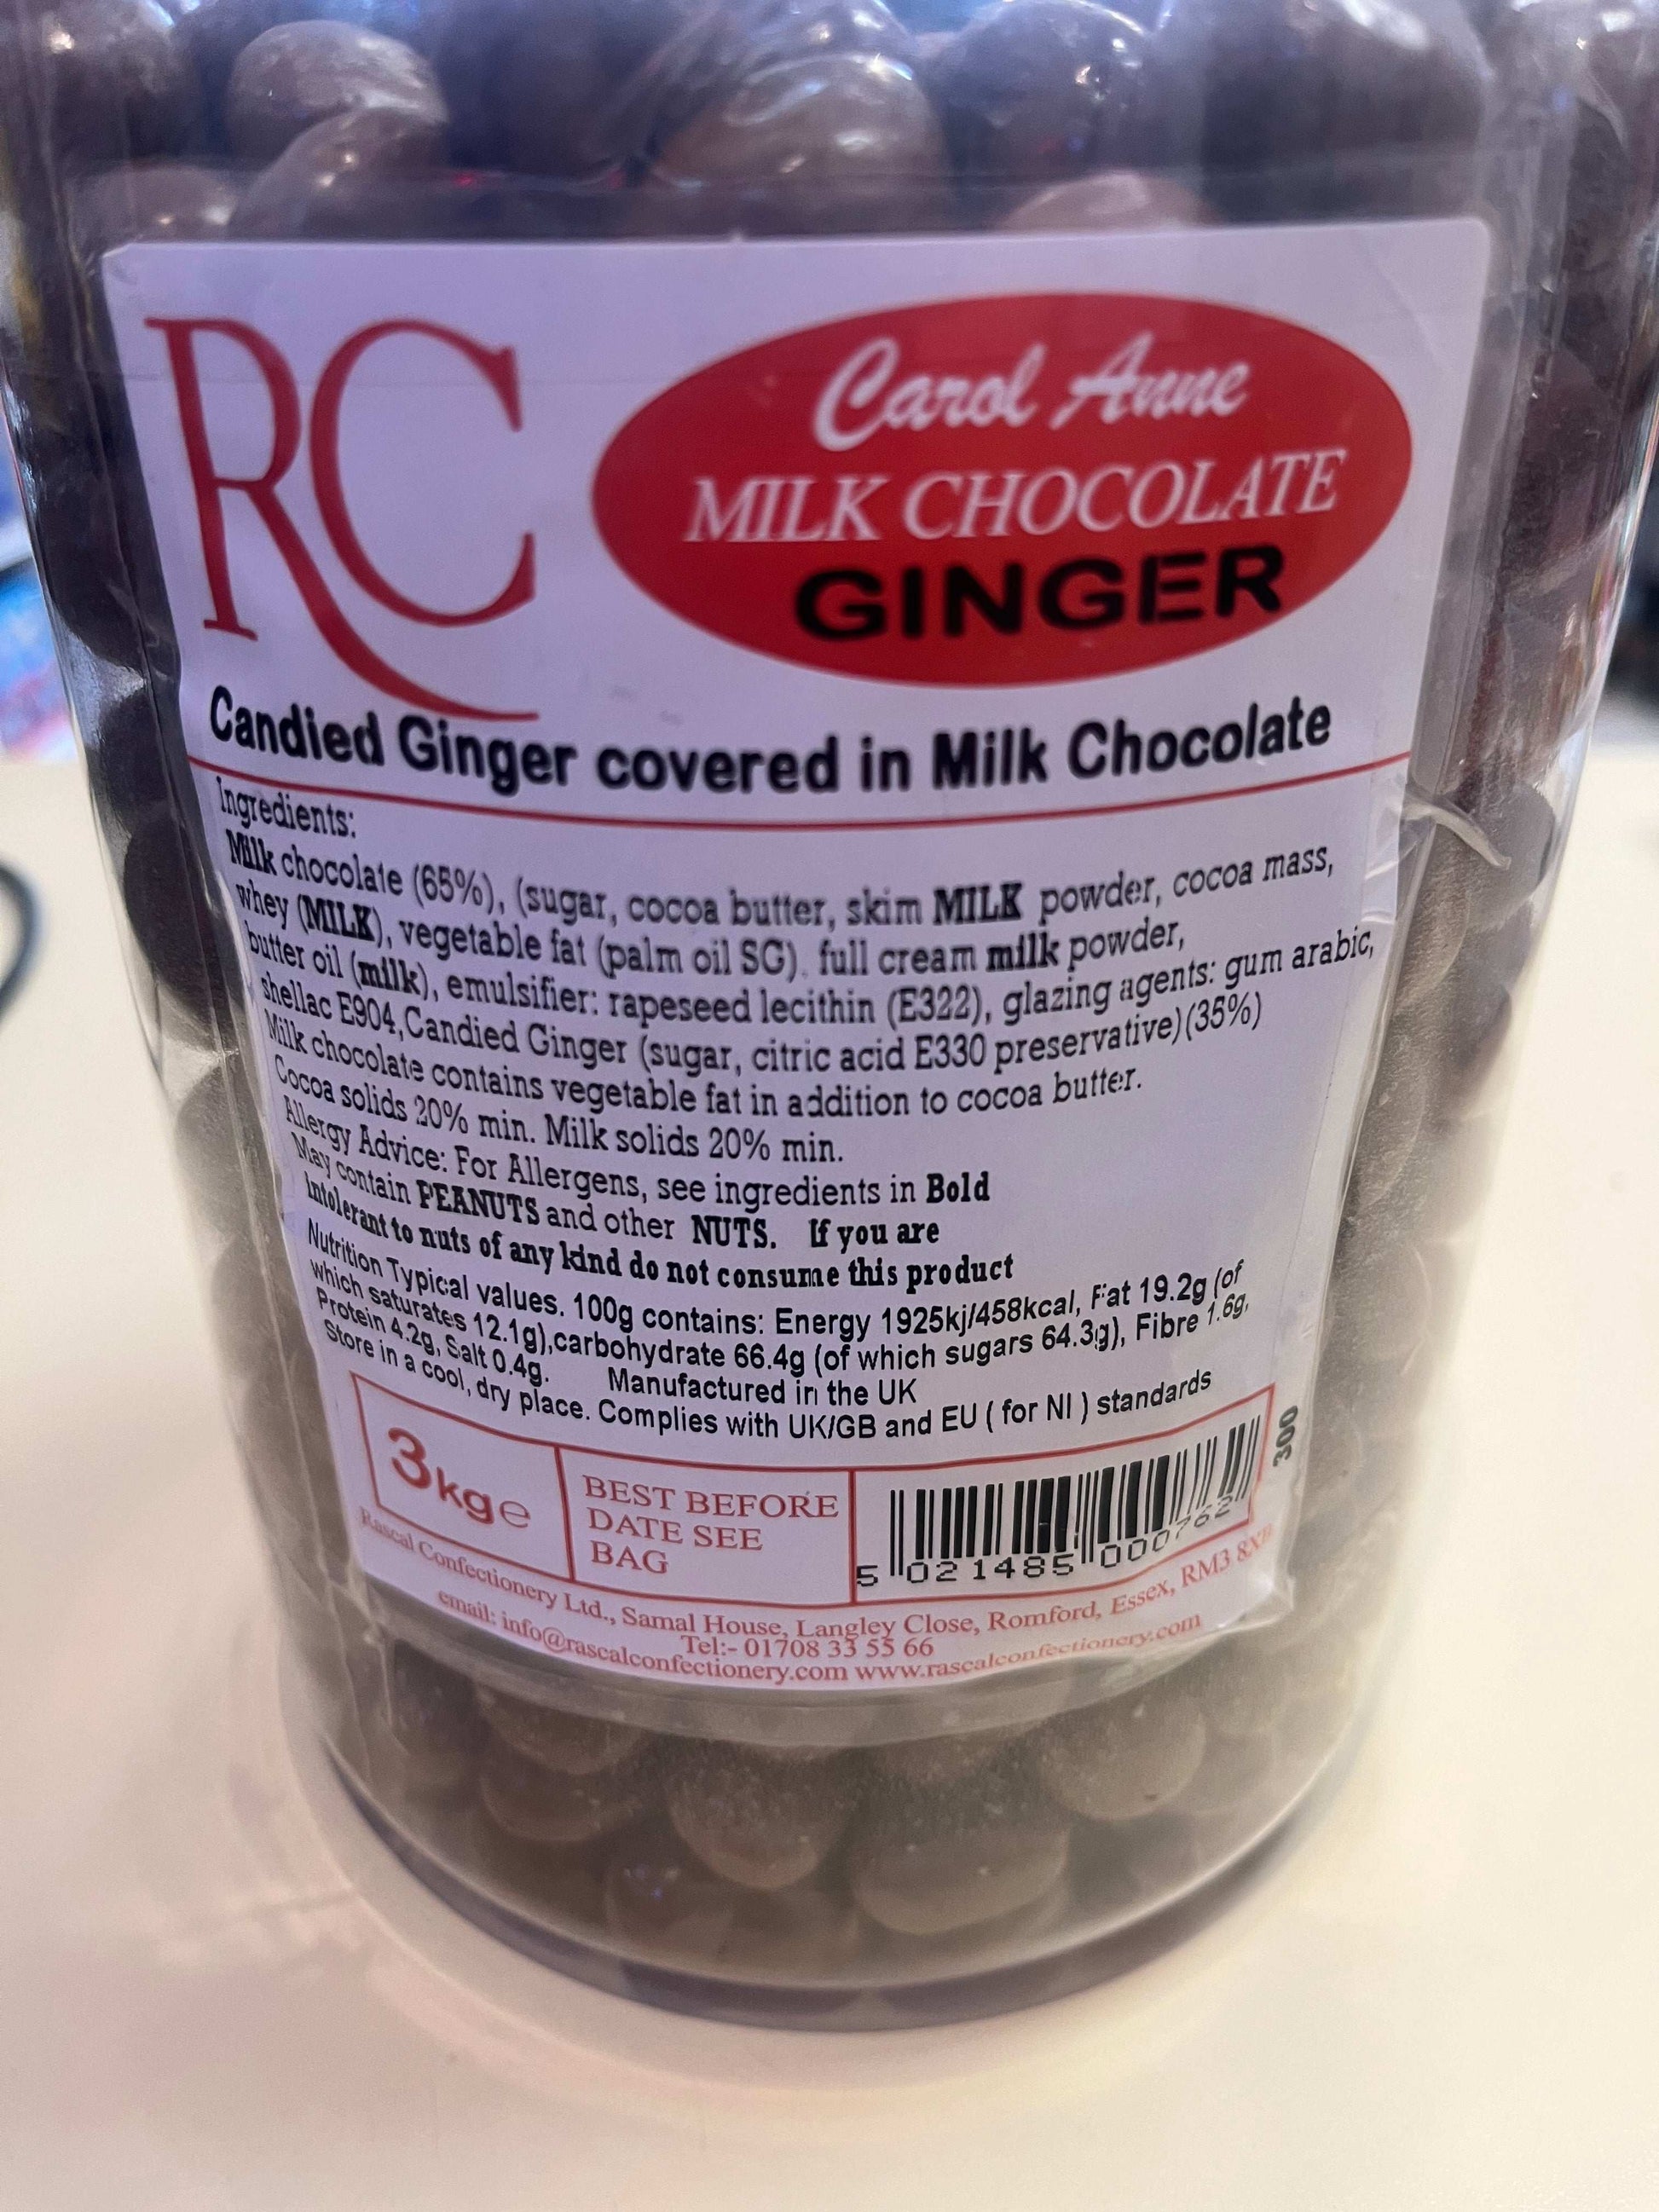 RC
Carol Anne
MILK CHOCOLATE
GINGER
Candied Ginger covered in Milk Chocolate
Ingredients:
Milk chocolate (65%), (sugar, cocoa butter, skim MILK powder, cocoa mass,
whey (MILK), vegetable fat (palm oil SG), full cream milk powder,
butter oil (milk), emulsifier: rapeseed lecithin (E322), glazing agents: gum arabic,
shellac E904,Candied Ginger (sugar, citric acid E330 preservative)(35%)
Milk chocolate contains vegetable fat in addition to cocoa butter.
Cocoa solids 20% min. Milk solids 20% min.
Allergy Advice: For Allergens, see ingredients in Bold
May contain PEANUTS and other NUTS. If you are
Intolerant to nuts of any kind do not consume this product
Nutrition Typical values. 100g contains: Energy 1925kj/458kcal, Fat 19.2g (of
which saturates 12.1g),carbohydrate 66.4g (of which sugars 64.3g), Fibre 1.6g,
Protein 4.2g, Salt 0.4g. Manufactured in the UK
Store in a cool, dry place. Complies with UK/GB and EU ( for NI ) standards
3kge
BEST BEFORE
DATE SEE
BAG
5 021485 000762
300
Rascal Confectionery Ltd., Samal House, Langley Close, Romford, Essex, RM3 8XB
Tel:- 01708 33 55 66
email: info@rascalconfectionery.com www.rascalconfectionery.com